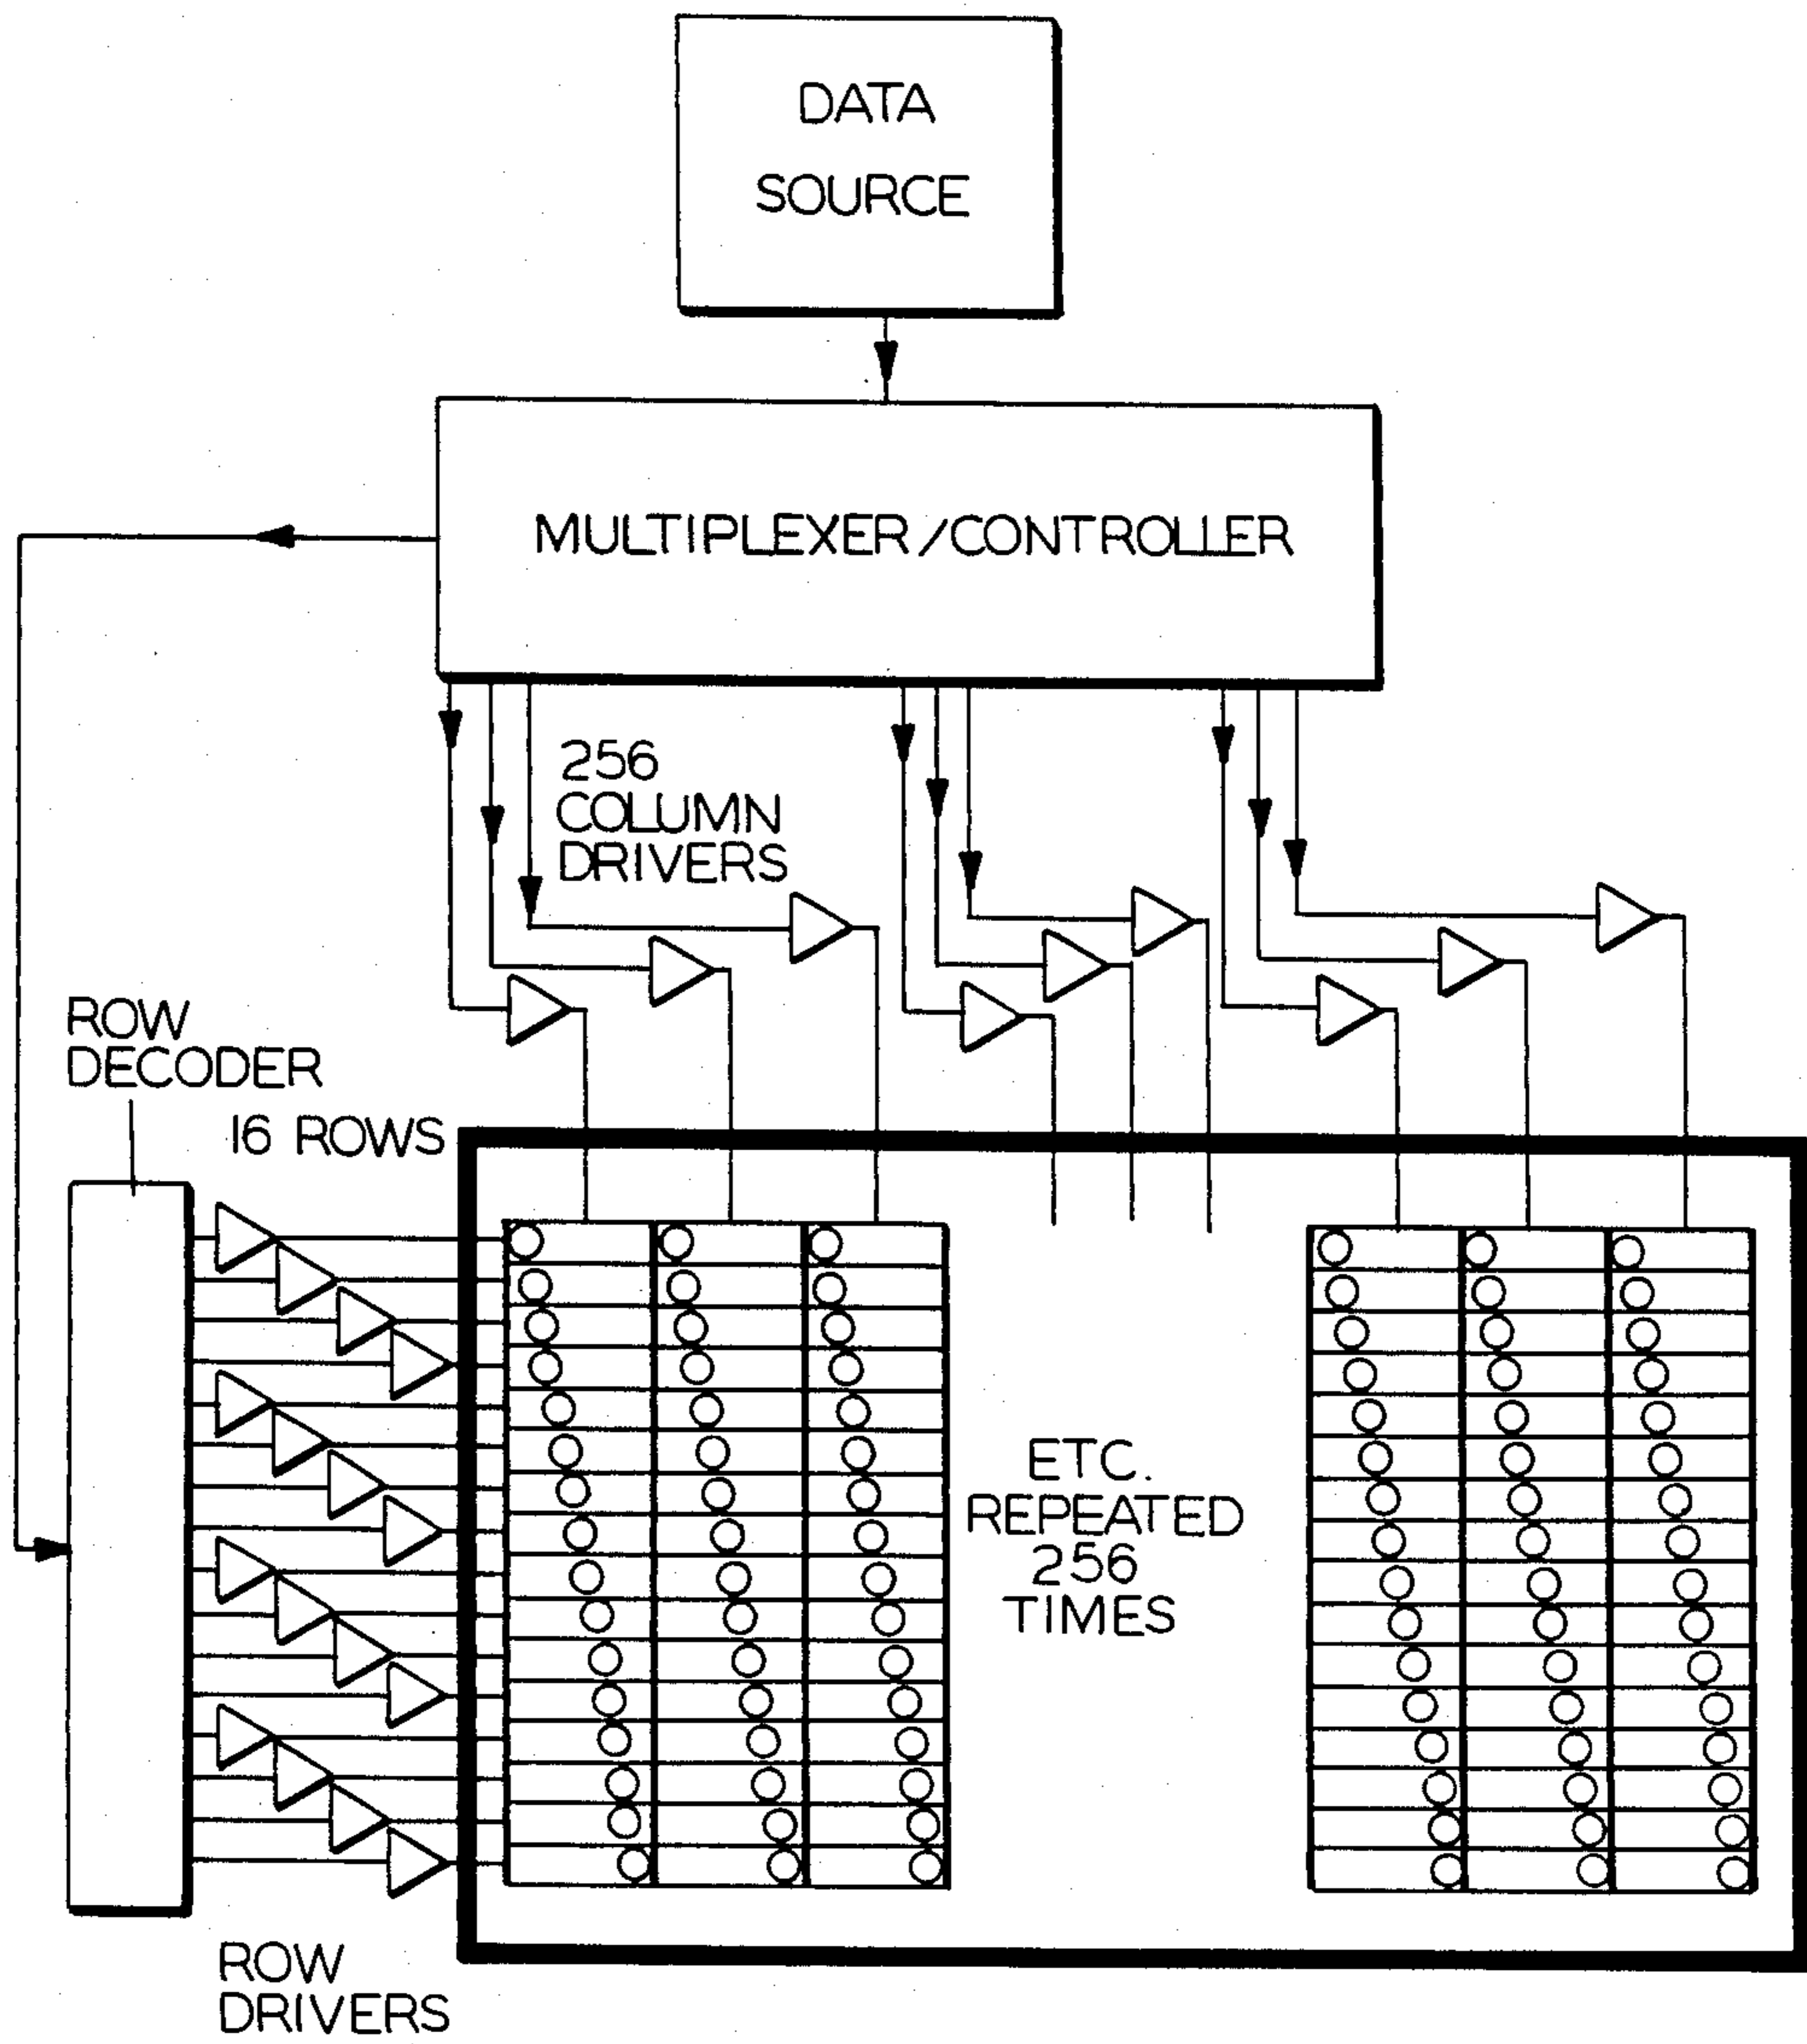 DATA
SOURCE
MULTIPLEXER/CONTROLLER
256
COLUMN
DRIVERS
ROW
DECODER
16 ROWS
ETC.
REPEATED
256
TIMES
ROW
DRIVERS